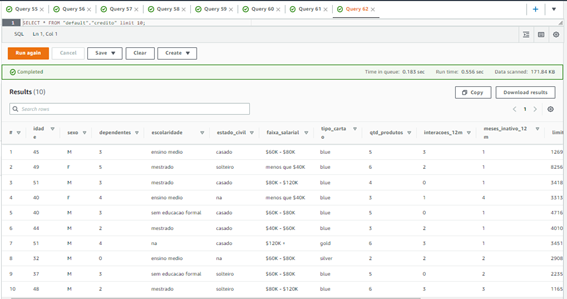 Query 55 Query 56 Query 57 Query 58 Query 59 Query 60 Query 61 Query 62
1 SELECT * FROM "default"."credito" limit 10;
SQL Ln 1, Col 1
Run again Cancel Save Clear Create
Completed Time in queue: 0.183 sec Run time: 0.556 sec Data scanned: 171.84 KB
Results (10) Copy Download results
Search rows 1
# idade sexo dependentes escolaridade estado_civil faixa_salarial tipo_cartao qtd_produtos interacoes_12m meses_inativo_12m limit
1 45 M 3 ensino medio casado $60K - $80K blue 5 3 1 1269
2 49 F 5 mestrado solteiro menos que $40K blue 6 2 1 8256
3 51 M 3 mestrado casado $80K - $120K blue 4 0 1 3418
4 40 F 4 ensino medio na menos que $40K blue 3 1 4 3313
5 40 M 3 sem educacao formal casado $60K - $80K blue 5 0 1 4716
6 44 M 2 mestrado casado $40K - $60K blue 3 2 1 4010
7 51 M 4 na casado $120K + gold 6 3 1 3451
8 32 M 0 ensino medio na $60K - $80K silver 2 2 2 2908
9 37 M 3 sem educacao formal solteiro $60K - $80K blue 5 0 2 2235
10 48 M 2 mestrado solteiro $80K - $120K blue 6 3 3 1165